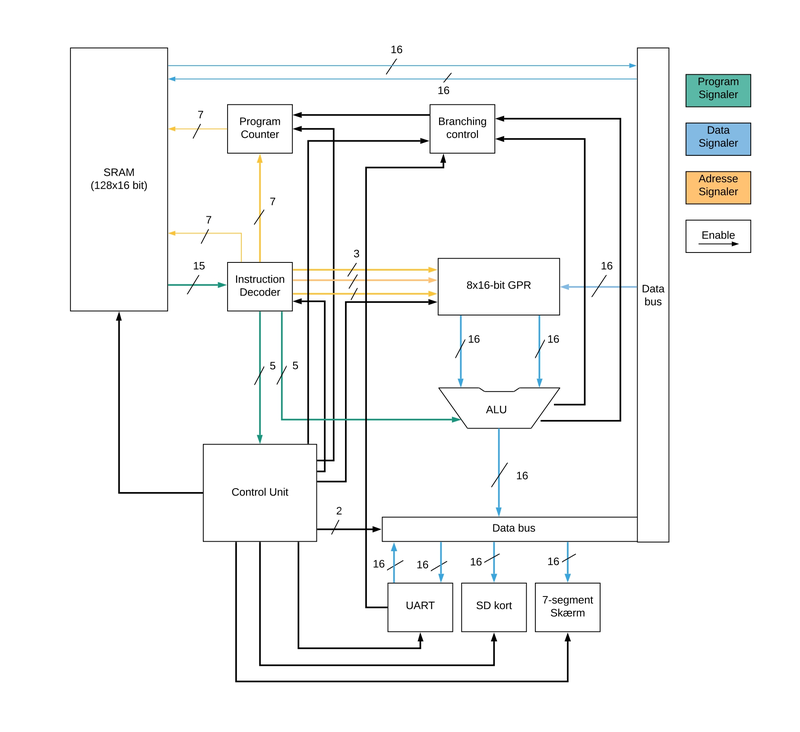 16
16
Program
Signaler
SRAM
(128x16 bit)
7
Program
Counter
Branching
control
Data
Signaler
Adresse
Signaler
7
7
Enable
15
Instruction
Decoder
3
8x16-bit GPR
16
Data
bus
16
16
5
5
ALU
Control Unit
16
2
Data bus
16
16
16
16
UART
SD kort
7-segment
Skærm